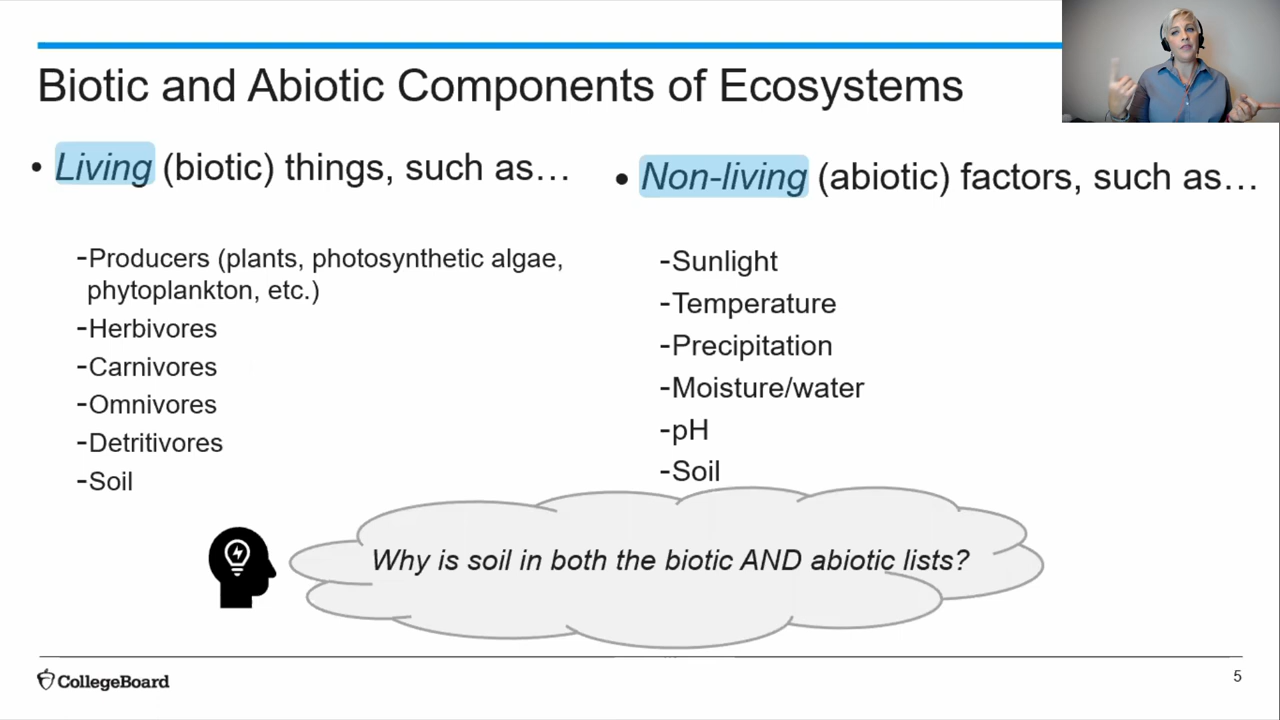 Biotic and Abiotic Components of Ecosystems
• Living (biotic) things, such as…
-Producers (plants, photosynthetic algae,
phytoplankton, etc.)
-Herbivores
-Carnivores
-Omnivores
-Detritivores
-Soil
• Non-living (abiotic) factors, such as…
-Sunlight
-Temperature
-Precipitation
-Moisture/water
-pH
-Soil
Why is soil in both the biotic AND abiotic lists?
CollegeBoard
5